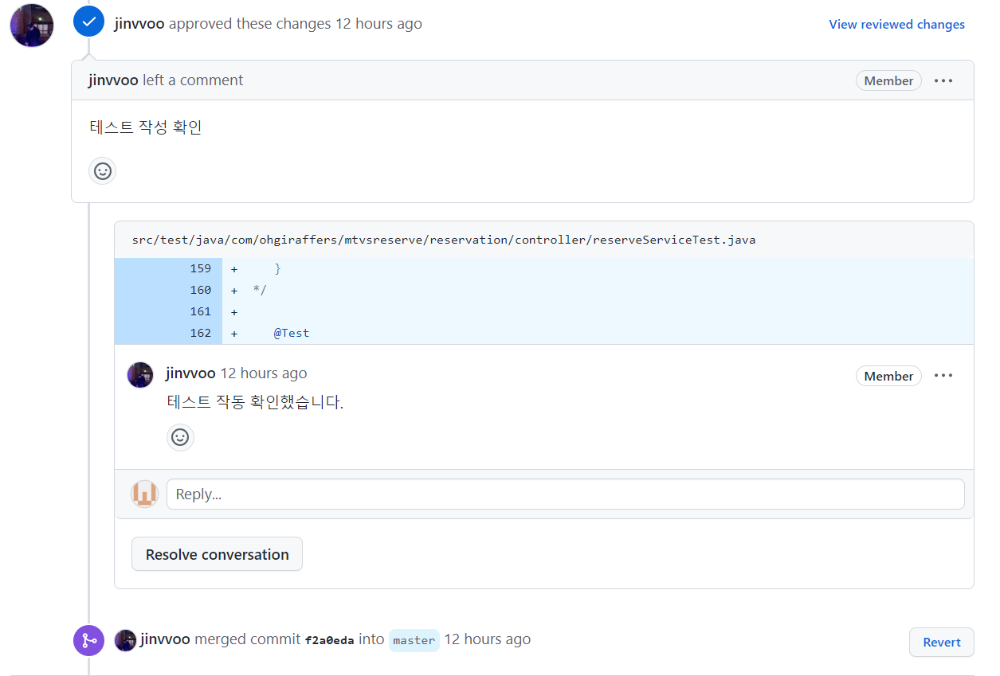 jinvvoo approved these changes 12 hours ago
View reviewed changes
jinvvoo left a comment
Member
테스트 작성 확인
src/test/java/com/ohgiraffers/mtvsreserve/reservation/controller/reserveServiceTest.java
159 + }
160 + */
161 +
162 + @Test
jinvvoo 12 hours ago
Member
테스트 작동 확인했습니다.
Reply...
Resolve conversation
jinvvoo merged commit f2a0eda into master 12 hours ago
Revert